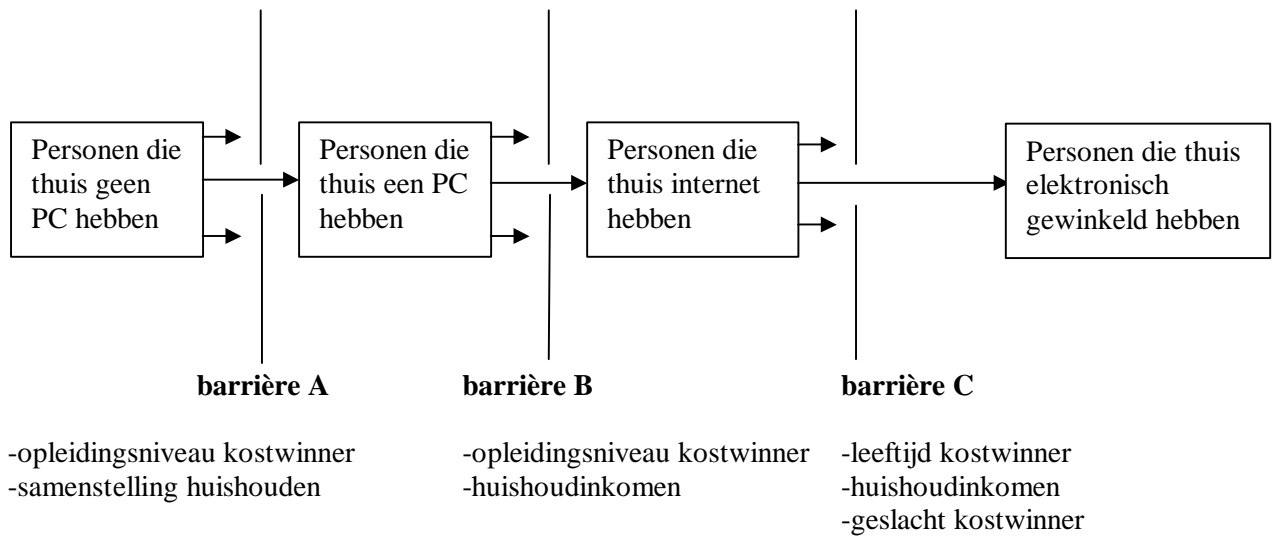 Personen die
thuis geen
PC hebben
Personen die
thuis een PC
hebben
Personen die
thuis internet
hebben
Personen die thuis
elektronisch
gewinkeld hebben
barrière A
-opleidingsniveau kostwinner
-samenstelling huishouden
barrière B
-opleidingsniveau kostwinner
-huishoudinkomen
barrière C
-leeftijd kostwinner
-huishoudinkomen
-geslacht kostwinner